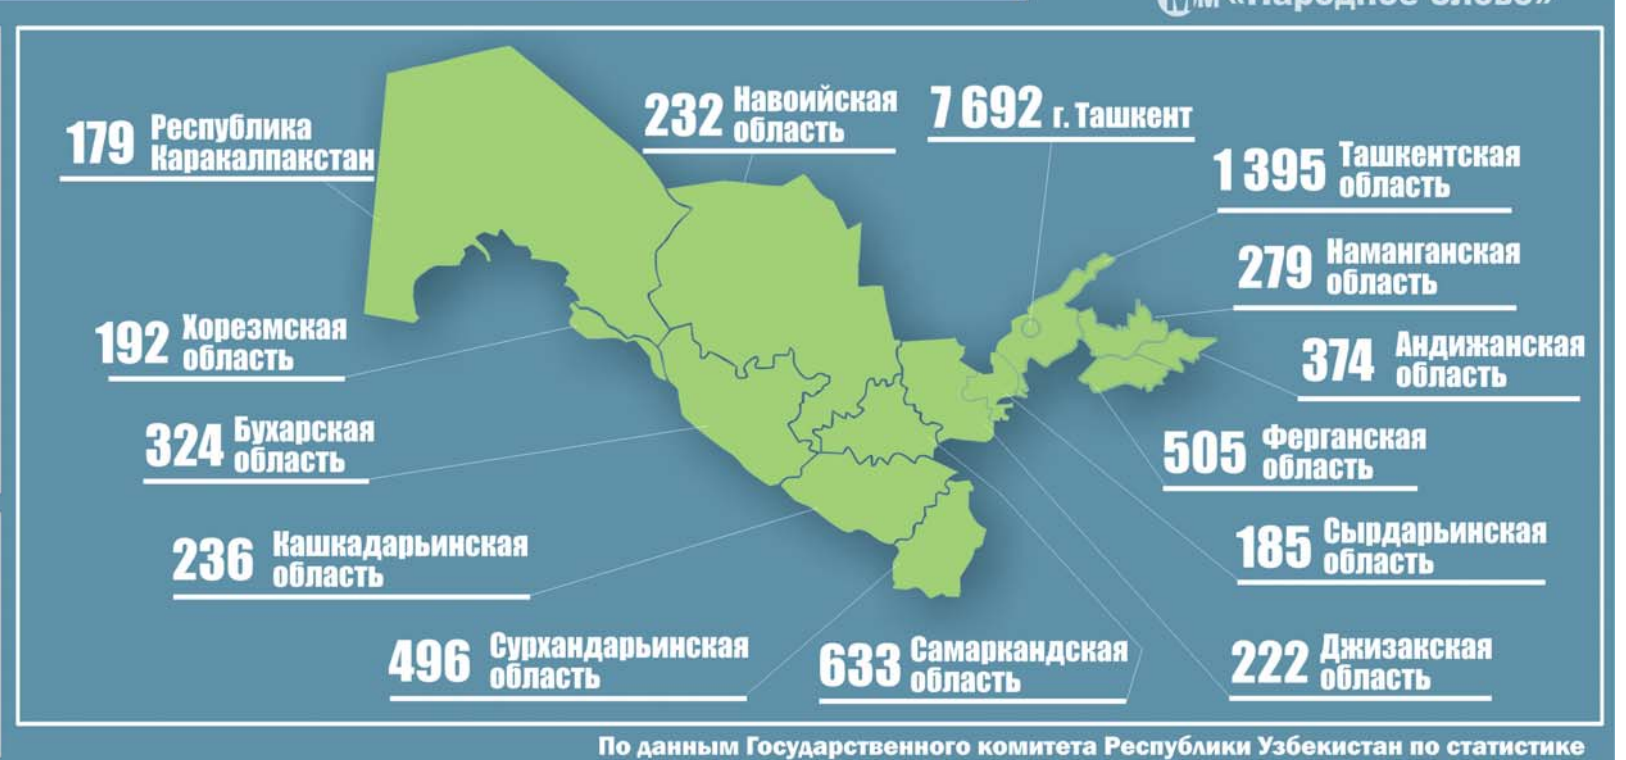 «Народное слово»
179 Республика
Каракалпакстан
232 Навоийская
область
7 692 г. Ташкент
1 395 Ташкентская
область
279 Наманганская
область
192 Хорезмская
область
374 Андижанская
область
324 Бухарская
область
505 Ферганская
область
236 Кашкадарьинская
область
185 Сырдарьинская
область
496 Сурхандарьинская
область
633 Самаркандская
область
222 Джизакская
область
По данным Государственного комитета Республики Узбекистан по статистике